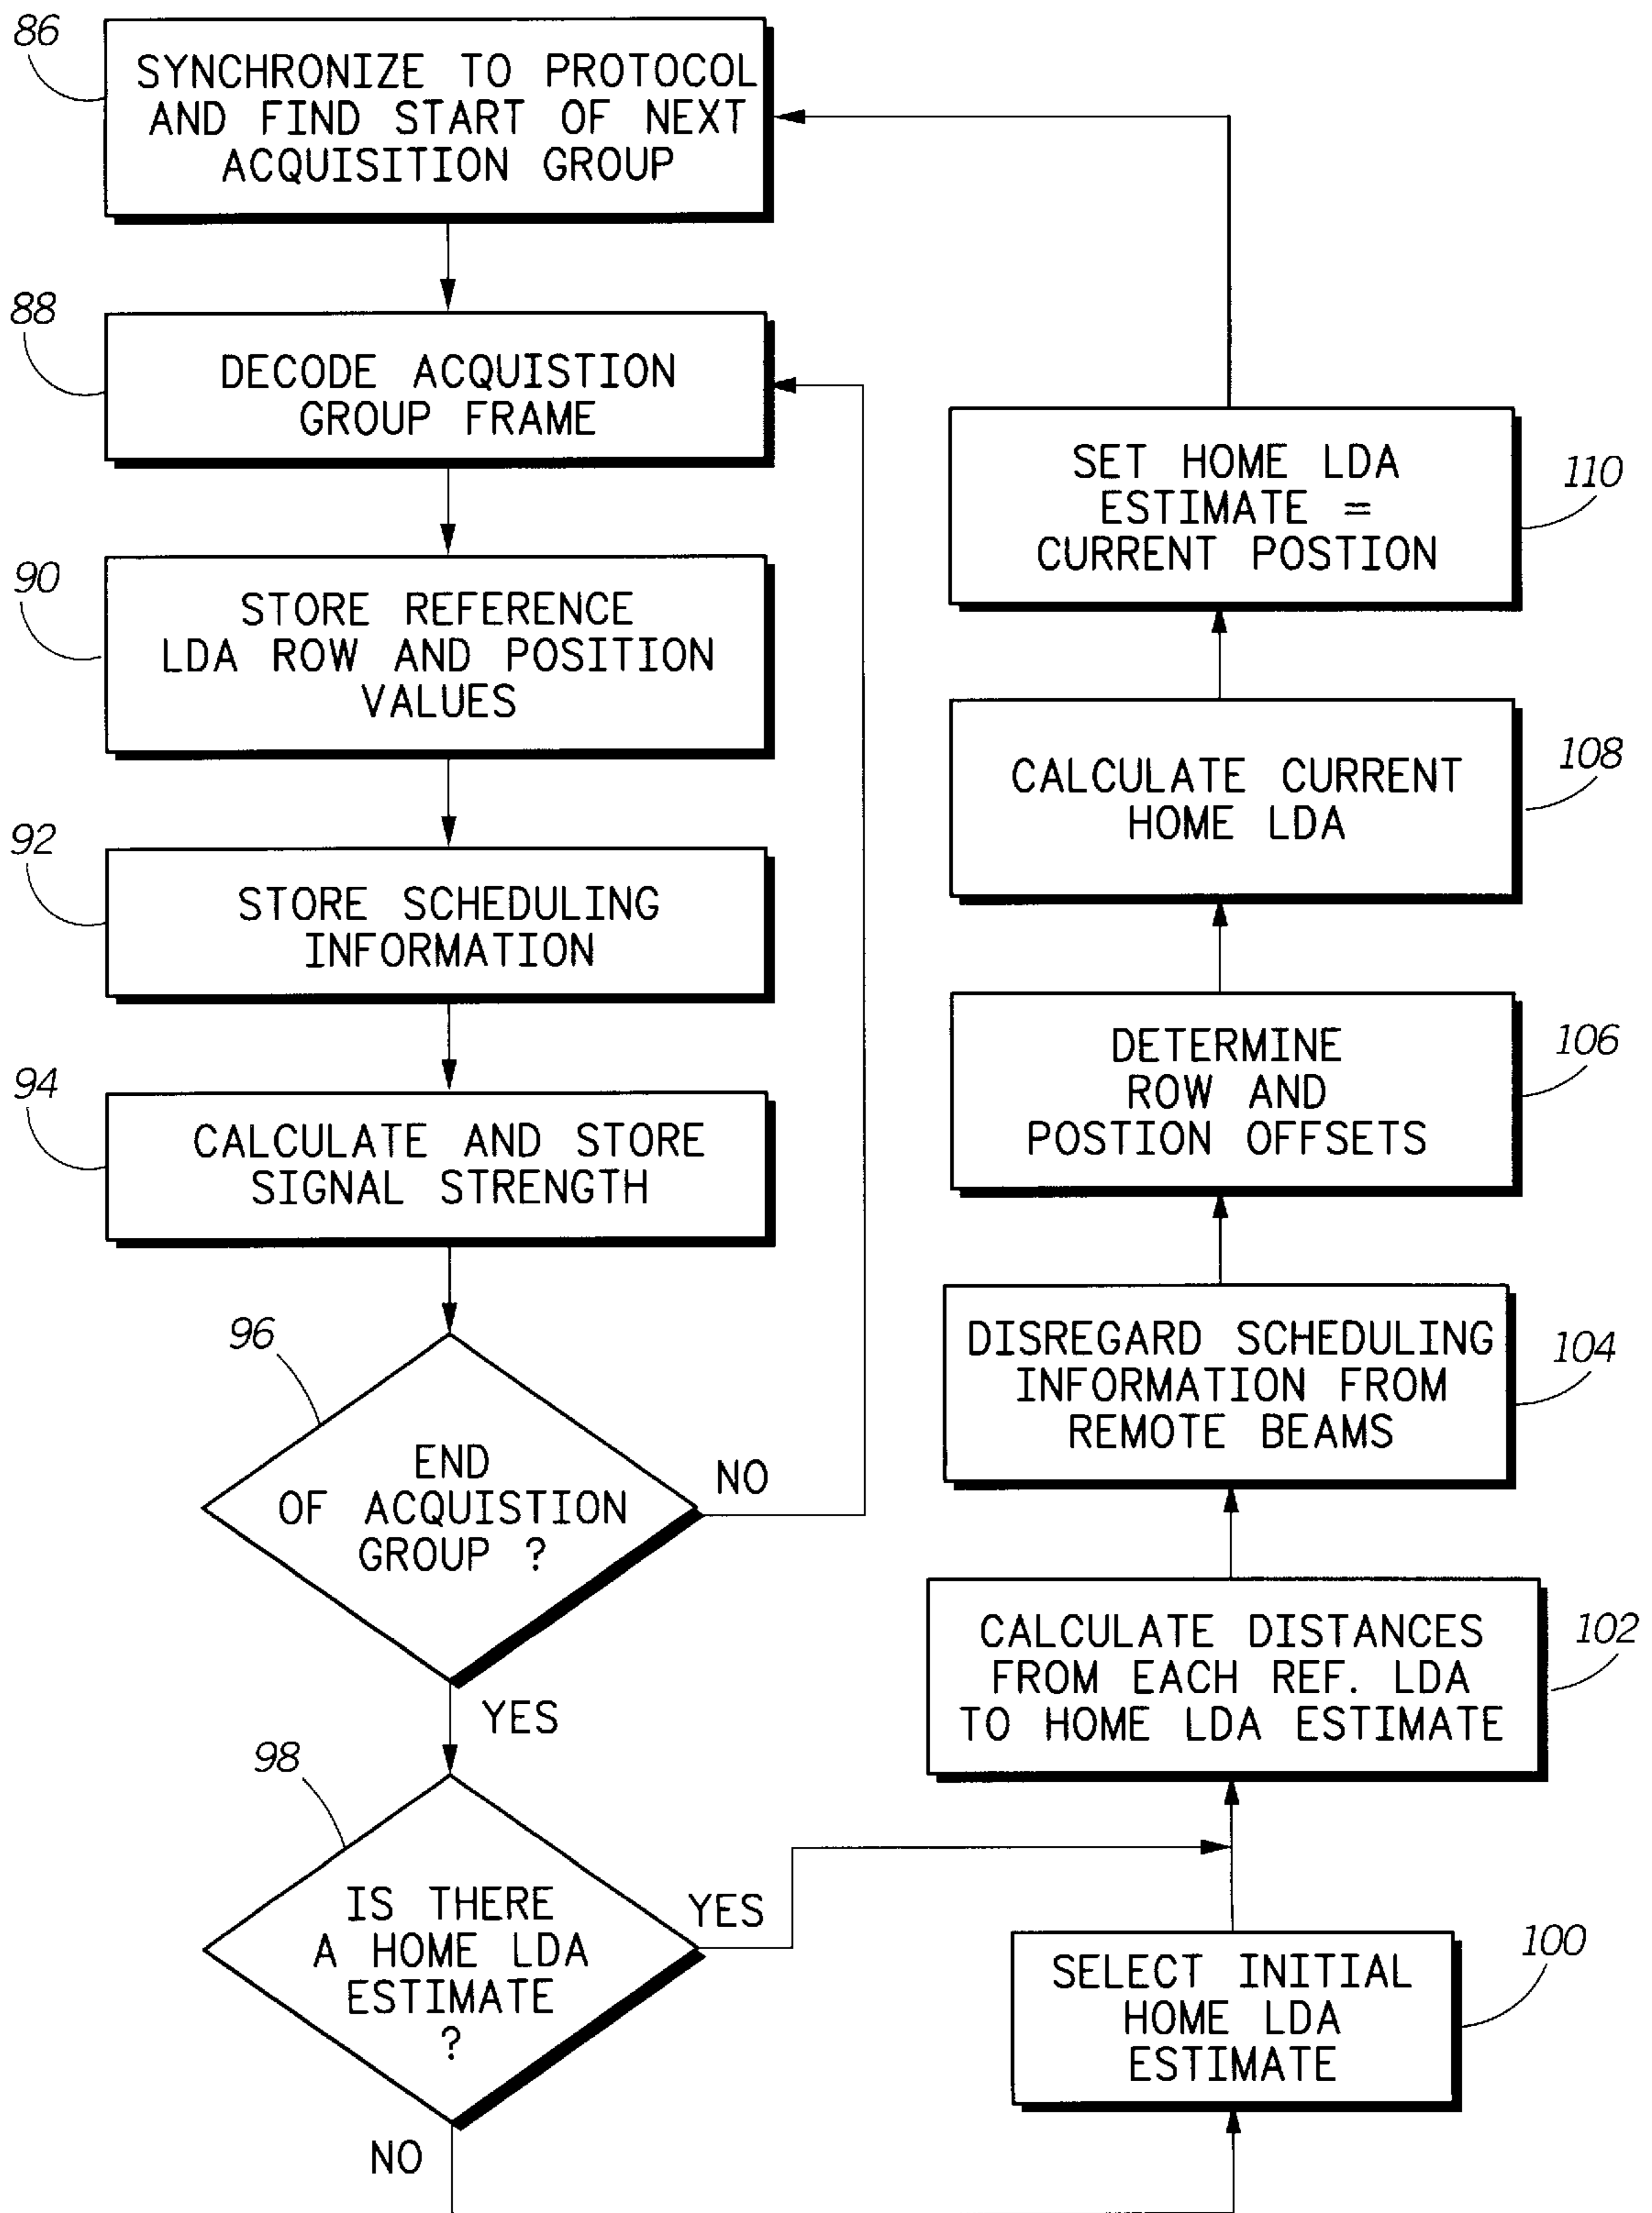 86
SYNCHRONIZE TO PROTOCOL
AND FIND START OF NEXT
ACQUISITION GROUP
88
DECODE ACQUISTION
GROUP FRAME
90
STORE REFERENCE
LDA ROW AND POSITION
VALUES
92
STORE SCHEDULING
INFORMATION
94
CALCULATE AND STORE
SIGNAL STRENGTH
96
END
OF ACQUISTION
GROUP ?
NO
YES
98
IS THERE
A HOME LDA
ESTIMATE
?
YES
NO
SELECT INITIAL
HOME LDA
ESTIMATE
100
CALCULATE DISTANCES
FROM EACH REF. LDA
TO HOME LDA ESTIMATE
102
DISREGARD SCHEDULING
INFORMATION FROM
REMOTE BEAMS
104
DETERMINE
ROW AND
POSTION OFFSETS
106
CALCULATE CURRENT
HOME LDA
108
SET HOME LDA
ESTIMATE =
CURRENT POSTION
110